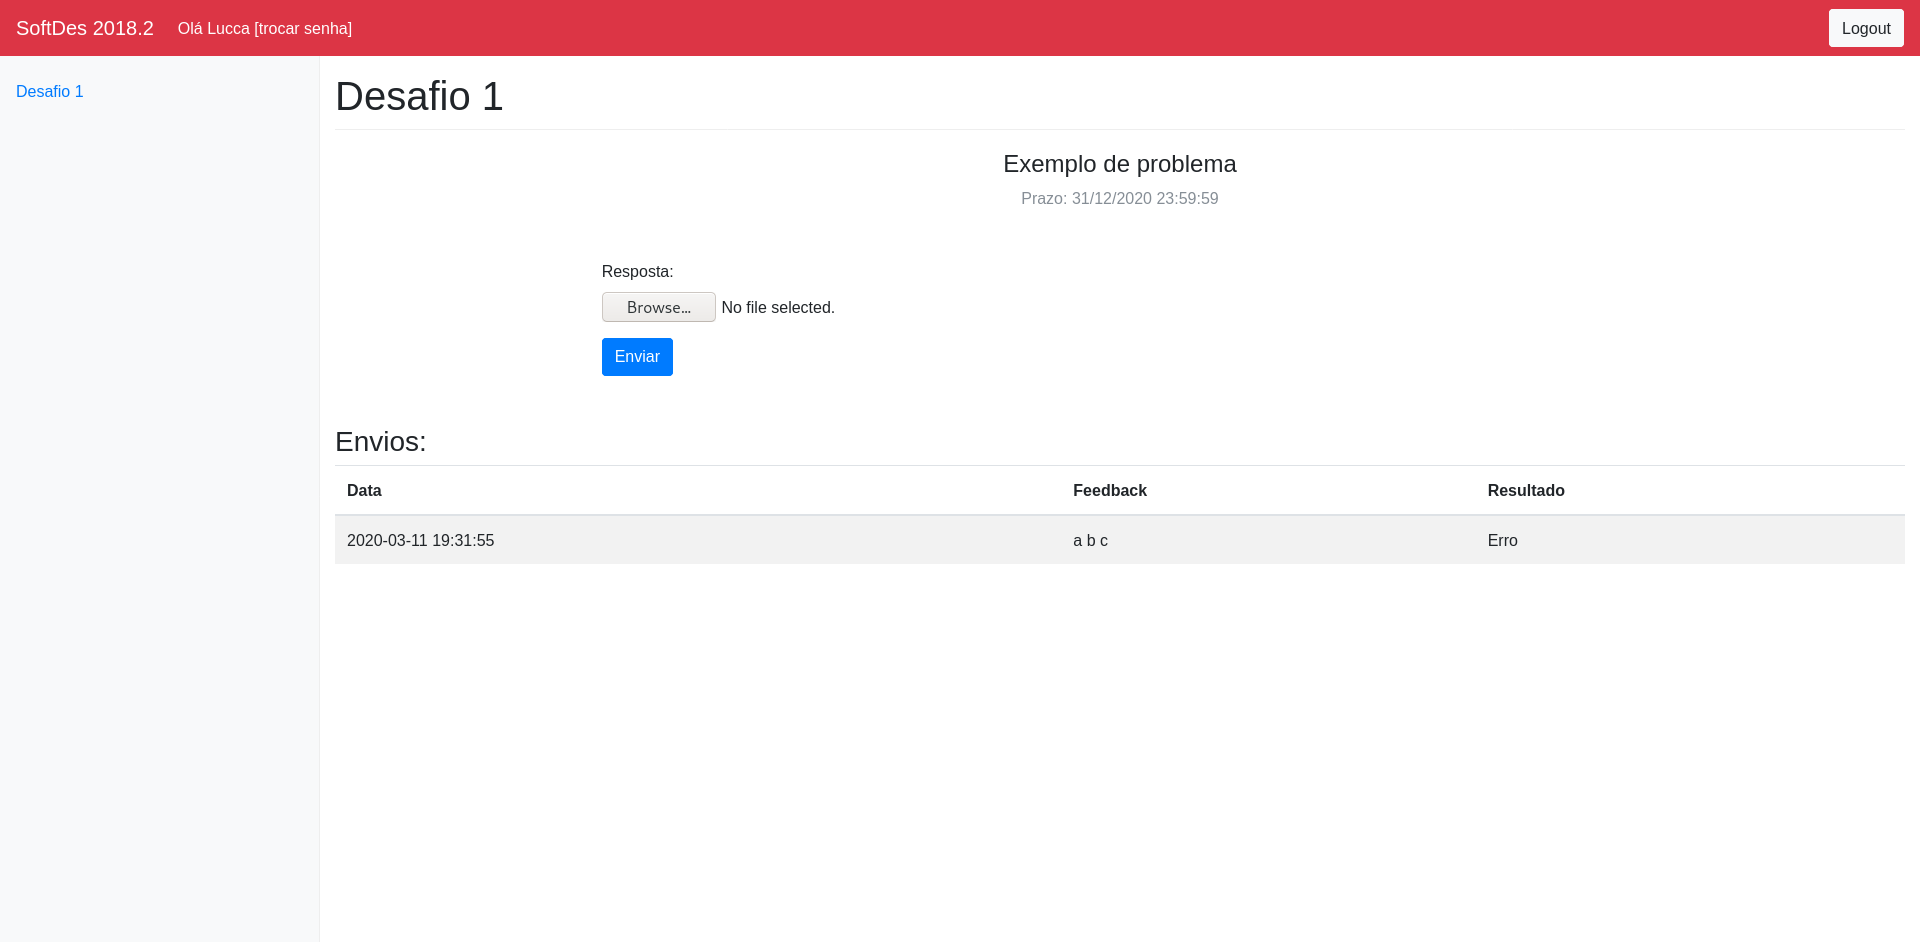 SoftDes 2018.2 Olá Lucca [trocar senha] Logout
Desafio 1
Desafio 1
Exemplo de problema
Prazo: 31/12/2020 23:59:59
Resposta:
Browse... No file selected.
Enviar
Envios:
Data Feedback Resultado
2020-03-11 19:31:55 a b c Erro